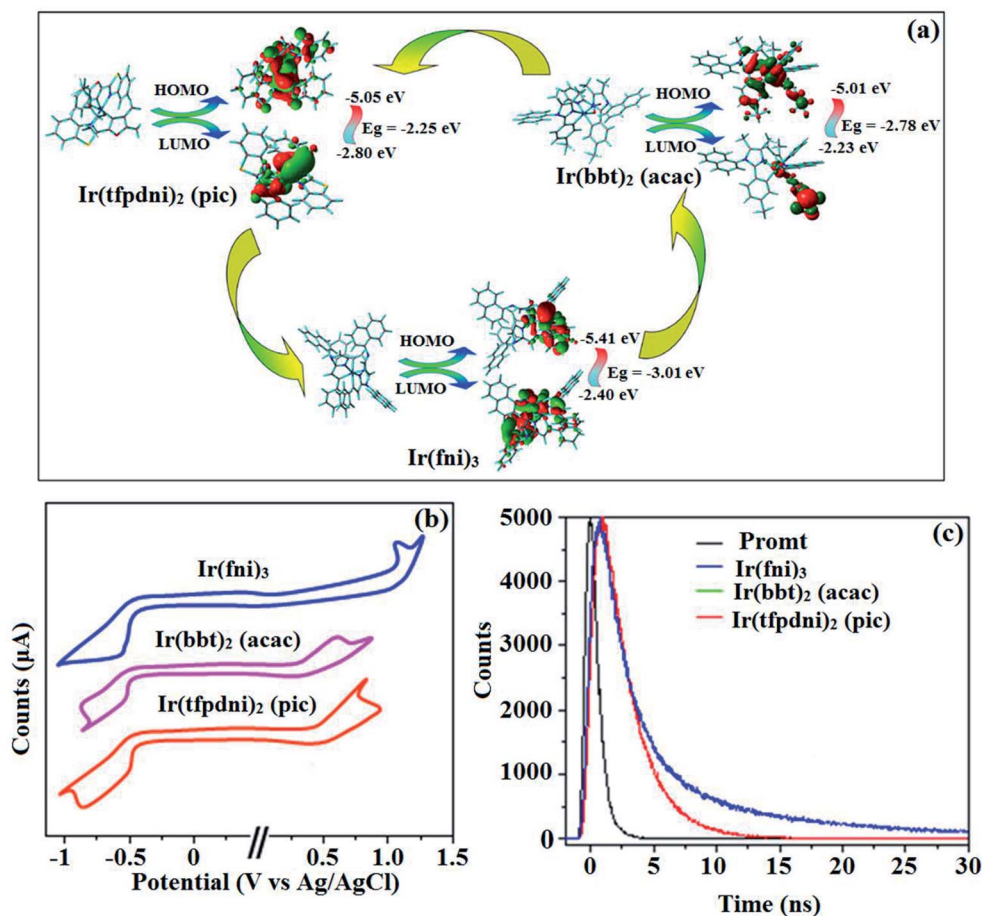 (a)
HOMO
LUMO
-5.05 eV
Eg = -2.25 eV
-2.80 eV
Ir(tfpdni)₂ (pic)
HOMO
LUMO
-5.01 eV
Eg = -2.78 eV
-2.23 eV
Ir(bbt)₂ (acac)
HOMO
LUMO
-5.41 eV
Eg = -3.01 eV
-2.40 eV
Ir(fni)₃
(b)
Ir(fni)₃
Ir(bbt)₂ (acac)
Ir(tfpdni)₂ (pic)
Counts (μA)
-1 -0.5 0 0.5 1.0 1.5
Potential (V vs Ag/AgCl)
(c)
Promt
Ir(fni)₃
Ir(bbt)₂ (acac)
Ir(tfpdni)₂ (pic)
Counts
5000
4000
3000
2000
1000
0
0 5 10 15 20 25 30
Time (ns)